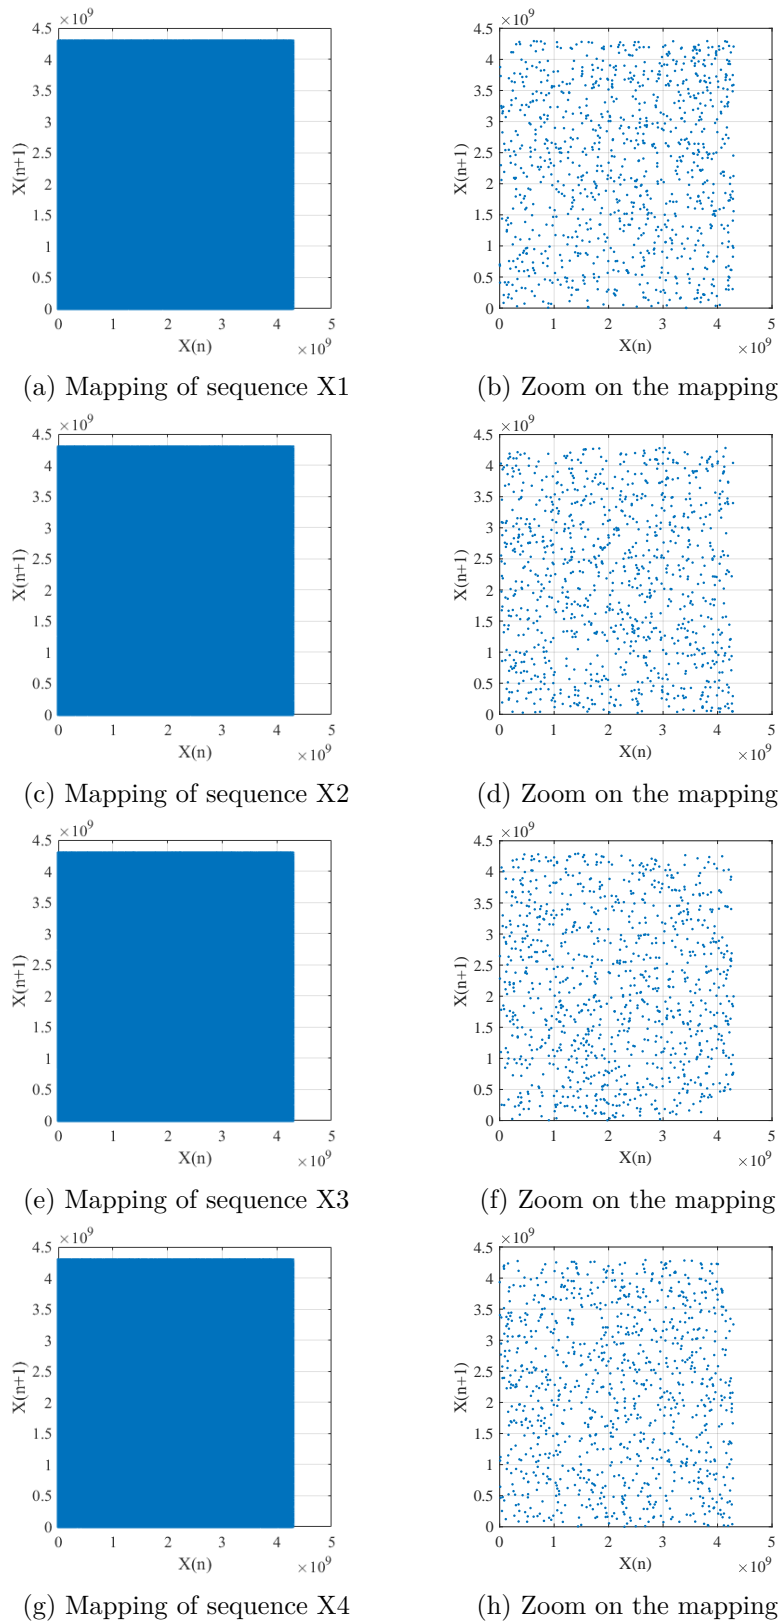 ×10⁹ ×10⁹
4.5 4.5
4 4
3.5 3.5
3 3
2.5 2.5
2 2
1.5 1.5
1 1
0.5 0.5
0 0
X(n+1) X(n+1)
0 1 2 3 4 5 0 1 2 3 4 5
X(n) ×10⁹ X(n) ×10⁹
(a) Mapping of sequence X1 (b) Zoom on the mapping
×10⁹ ×10⁹
4.5 4.5
4 4
3.5 3.5
3 3
2.5 2.5
2 2
1.5 1.5
1 1
0.5 0.5
0 0
X(n+1) X(n+1)
0 1 2 3 4 5 0 1 2 3 4 5
X(n) ×10⁹ X(n) ×10⁹
(c) Mapping of sequence X2 (d) Zoom on the mapping
×10⁹ ×10⁹
4.5 4.5
4 4
3.5 3.5
3 3
2.5 2.5
2 2
1.5 1.5
1 1
0.5 0.5
0 0
X(n+1) X(n+1)
0 1 2 3 4 5 0 1 2 3 4 5
X(n) ×10⁹ X(n) ×10⁹
(e) Mapping of sequence X3 (f) Zoom on the mapping
×10⁹ ×10⁹
4.5 4.5
4 4
3.5 3.5
3 3
2.5 2.5
2 2
1.5 1.5
1 1
0.5 0.5
0 0
X(n+1) X(n+1)
0 1 2 3 4 5 0 1 2 3 4 5
X(n) ×10⁹ X(n) ×10⁹
(g) Mapping of sequence X4 (h) Zoom on the mapping